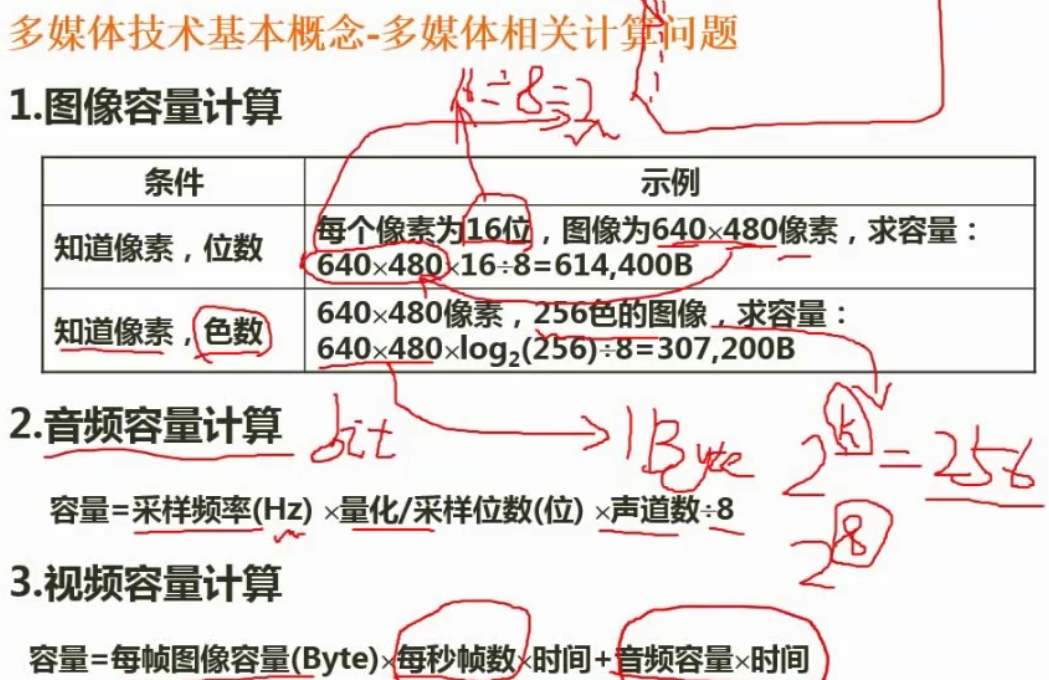 多媒体技术基本概念-多媒体相关计算问题
1.图像容量计算
÷8=2
条件 示例
知道像素，位数 每个像素为16位，图像为640×480像素，求容量：
640×480×16÷8=614,400B
知道像素，色数 640×480像素，256色的图像，求容量：
640×480×log₂(256)÷8=307,200B
2.音频容量计算 bit 1Byte 2^k=256
容量=采样频率(Hz) ×量化/采样位数(位) ×声道数÷8
2^8
3.视频容量计算
容量=每帧图像容量(Byte)×每秒帧数×时间+音频容量×时间